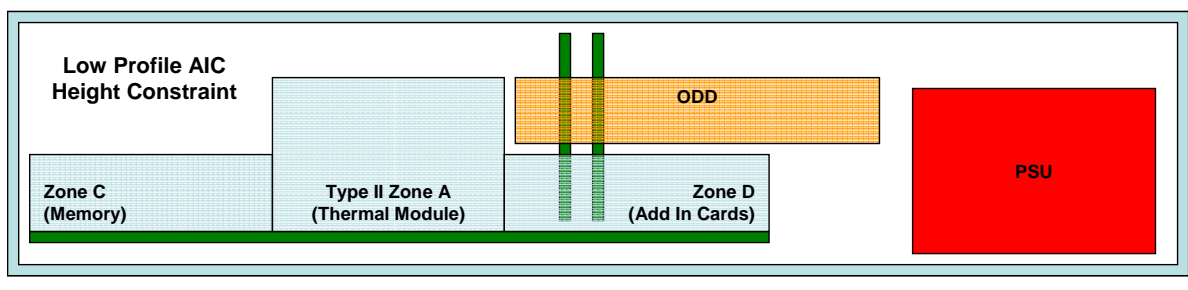 Low Profile AIC
Height Constraint
ODD
PSU
Zone C
(Memory)
Type II Zone A
(Thermal Module)
Zone D
(Add In Cards)